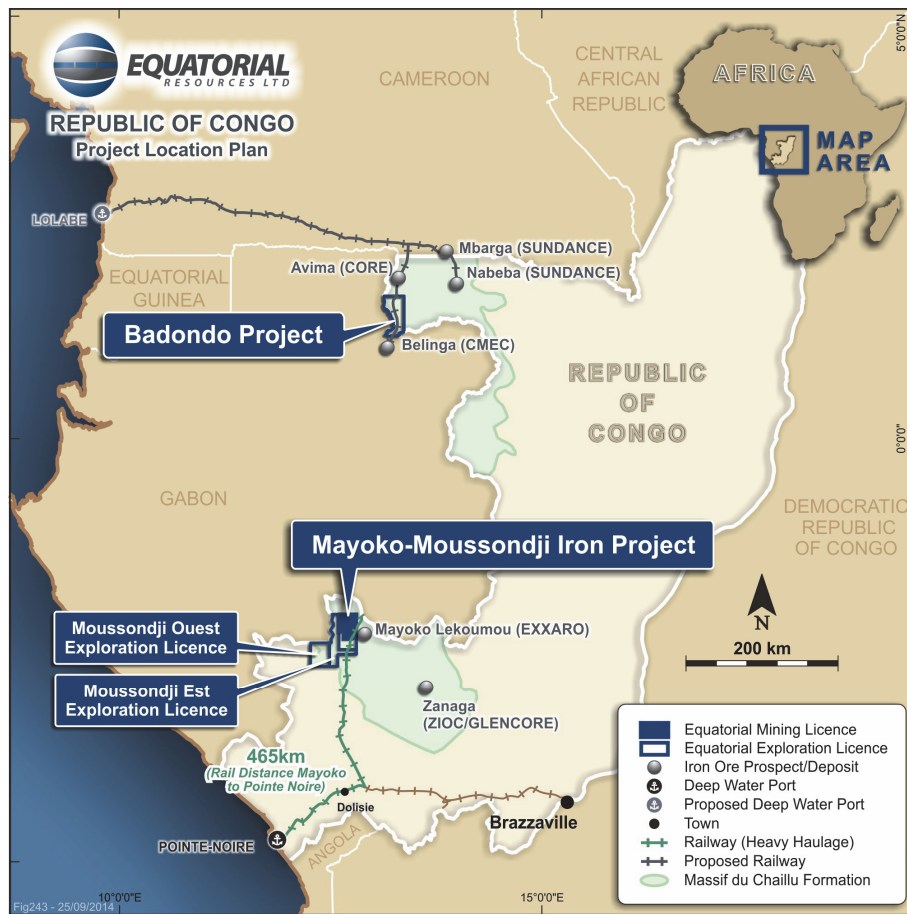 EQUATORIAL
RESOURCES LTD
REPUBLIC OF CONGO
Project Location Plan
CAMEROON
CENTRAL
AFRICAN
REPUBLIC
AFRICA
MAP
AREA
5°0'0"E
LOLABE
EQUATORIAL
GUINEA
Avima (CORE)
Mbarga (SUNDANCE)
Nabeba (SUNDANCE)
Badondo Project
Belinga (CMEC)
REPUBLIC
OF
CONGO
0°0'0"
GABON
DEMOCRATIC
REPUBLIC
OF CONGO
Mayoko-Moussondji Iron Project
Moussondji Ouest
Exploration Licence
Moussondji Est
Exploration Licence
Mayoko Lekoumou (EXXARO)
Zanaga
(ZIOC/GLENCORE)
N
200 km
465km
(Rail Distance Mayoko
to Pointe Noire)
Dolisie
Brazzaville
POINTE-NOIRE
ANGOLA
Equatorial Mining Licence
Equatorial Exploration Licence
Iron Ore Prospect/Deposit
Deep Water Port
Proposed Deep Water Port
Town
Railway (Heavy Haulage)
Proposed Railway
Massif du Chaillu Formation
Fig243 - 25/09/2014
10°0'0"E
15°0'0"E